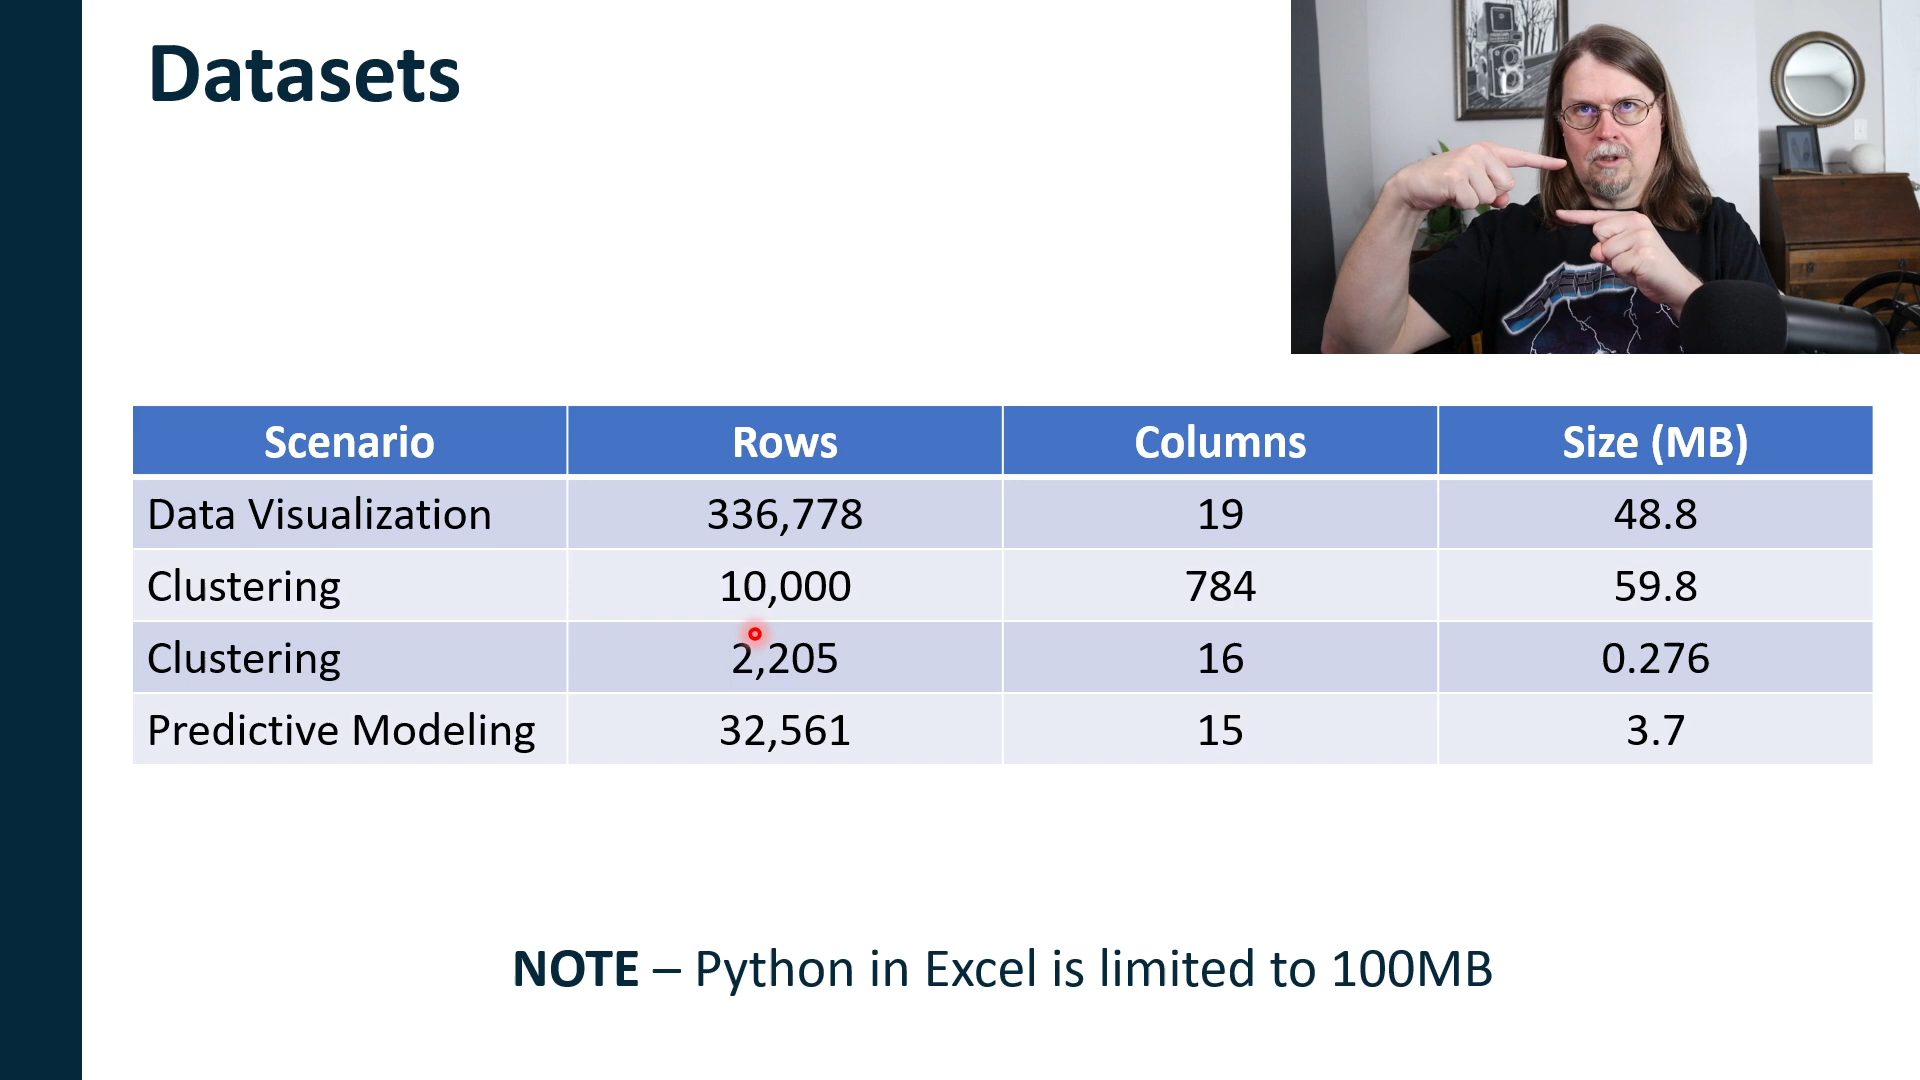 Datasets
Scenario Rows Columns Size (MB)
Data Visualization 336,778 19 48.8
Clustering 10,000 784 59.8
Clustering 2,205 16 0.276
Predictive Modeling 32,561 15 3.7
NOTE – Python in Excel is limited to 100MB